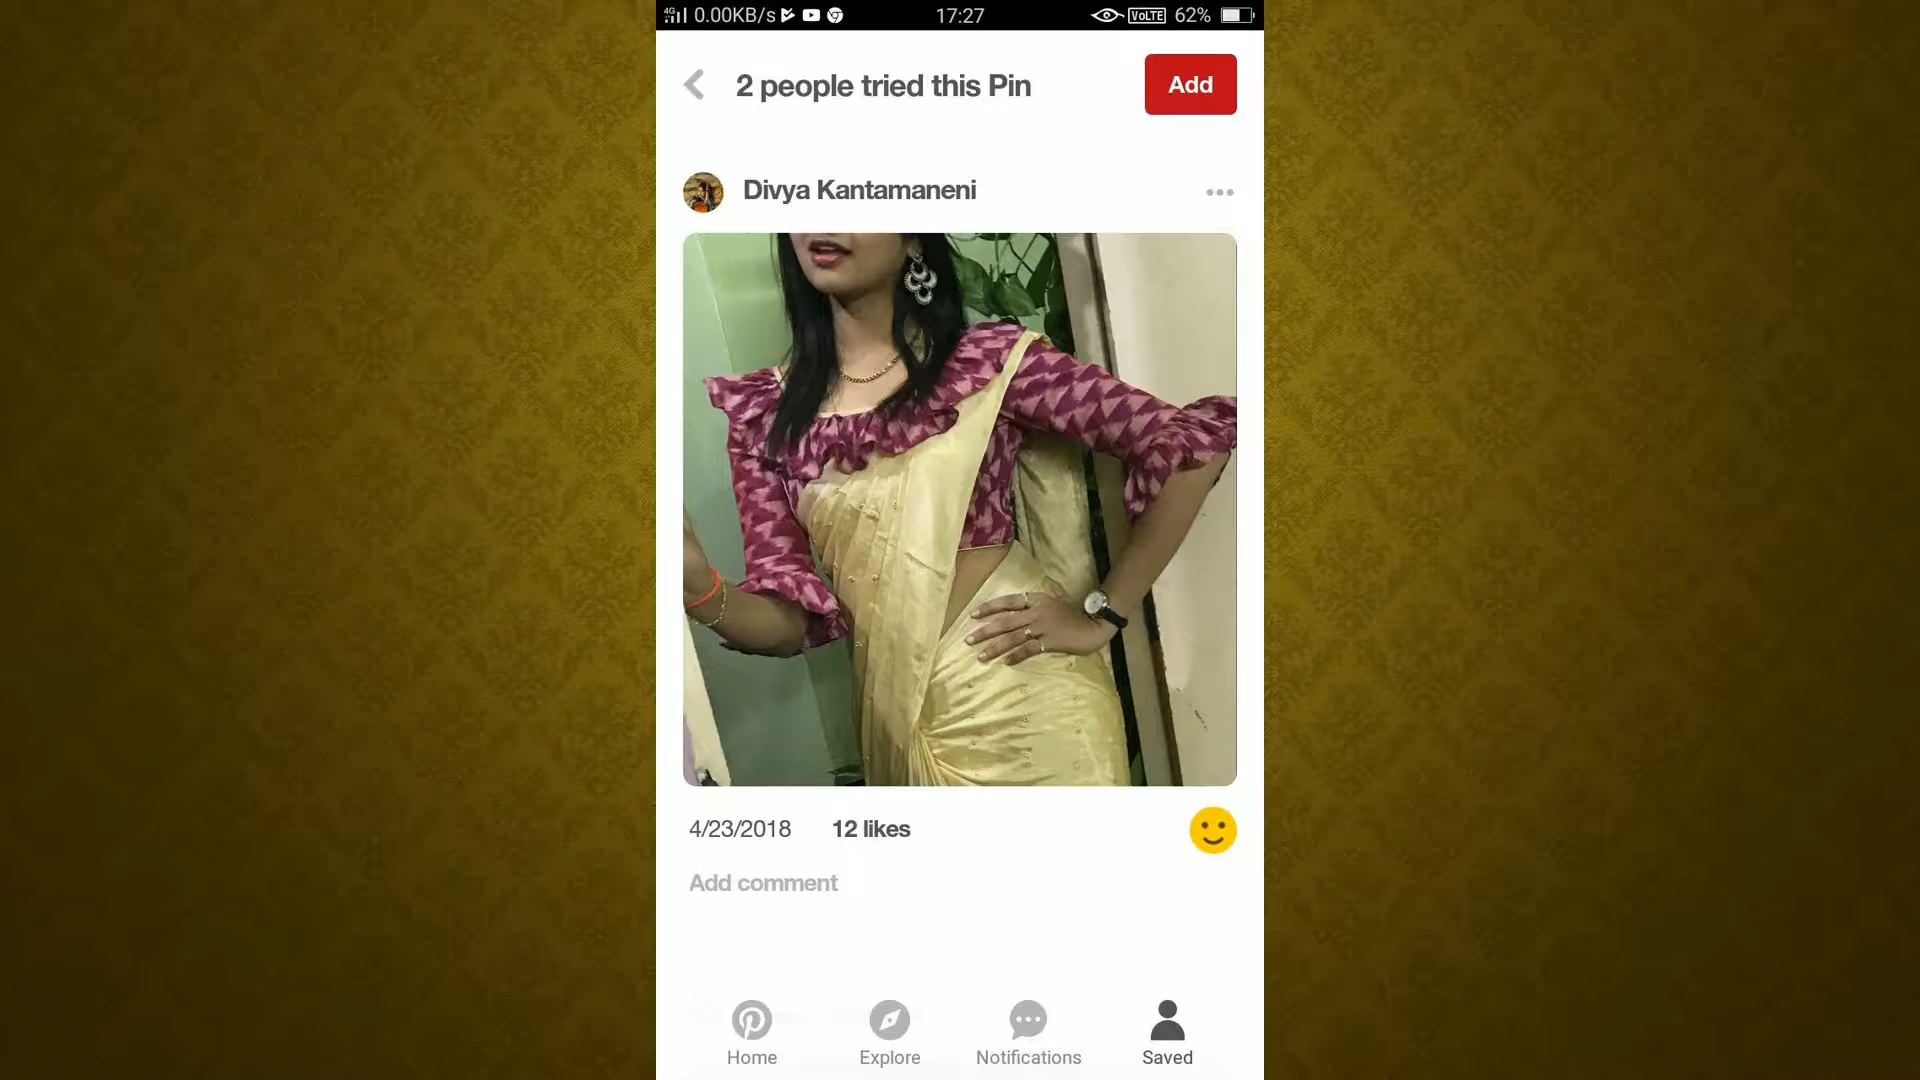 4G 0.00KB/s 17:27 VoLTE 62%
2 people tried this Pin
Add
Divya Kantamaneni
4/23/2018 12 likes
Add comment
Home Explore Notifications Saved